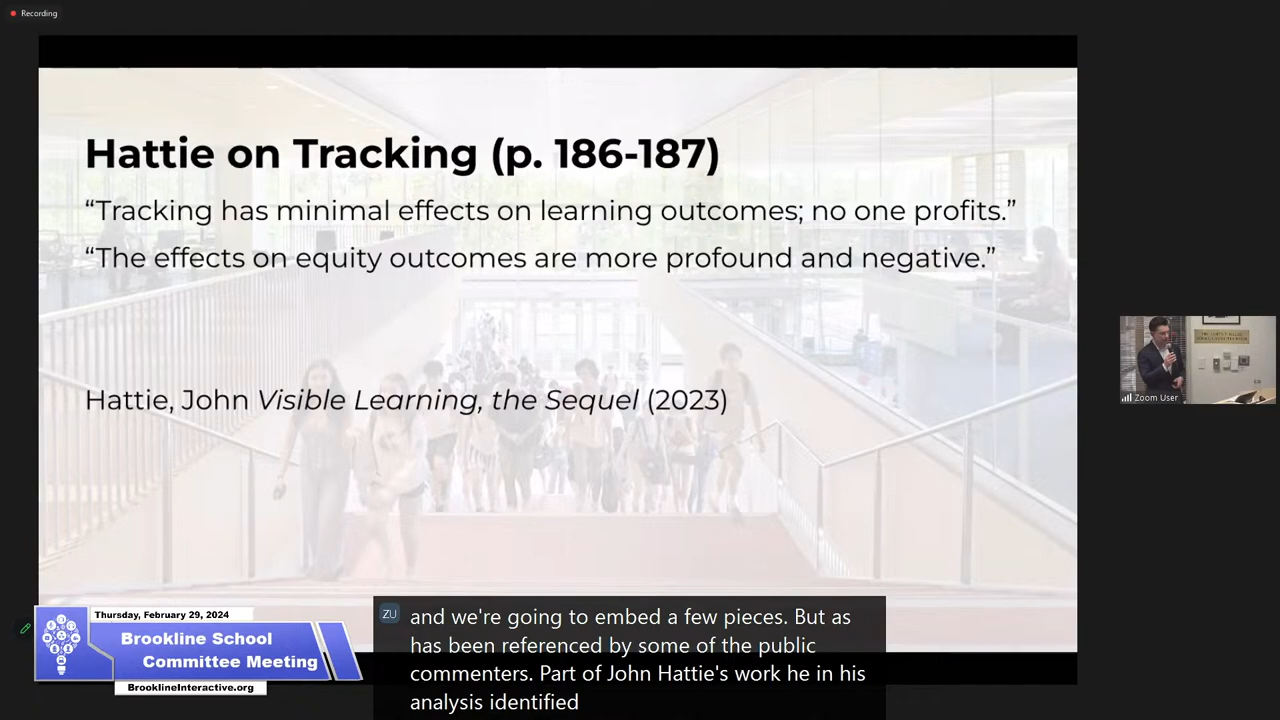 Recording
Hattie on Tracking (p. 186-187)
“Tracking has minimal effects on learning outcomes; no one profits.”
“The effects on equity outcomes are more profound and negative.”
Hattie, John Visible Learning, the Sequel (2023)
Zoom User
Thursday, February 29, 2024
Brookline School
Committee Meeting
BrooklineInteractive.org
ZU
and we're going to embed a few pieces. But as
has been referenced by some of the public
commenters. Part of John Hattie's work he in his
analysis identified